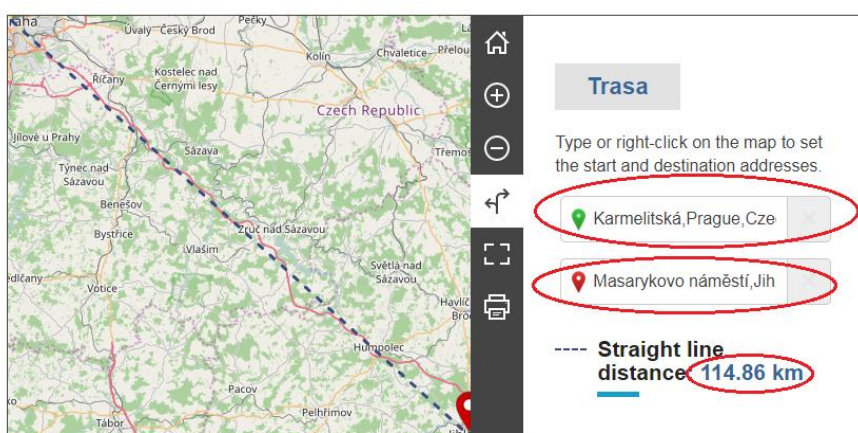 raha
Úvaly
Český Brod
Pečky
Kolín
Chvaletice
Přelou
Říčany
Kostelec nad
Černými lesy
Czech Republic
Jílové u Prahy
Sázava
Týnec nad
Sázavou
Benešov
Bystřice
Vlašim
Zruč nad Sázavou
Světlá nad
Sázavou
Votice
Havlíč
Humpolec
Pacov
Pelhřimov
Tábor
Trasa
Type or right-click on the map to set
the start and destination addresses.
Karmelitská,Prague,Cze
Masarykovo náměstí,Jih
Straight line
distance 114.86 km